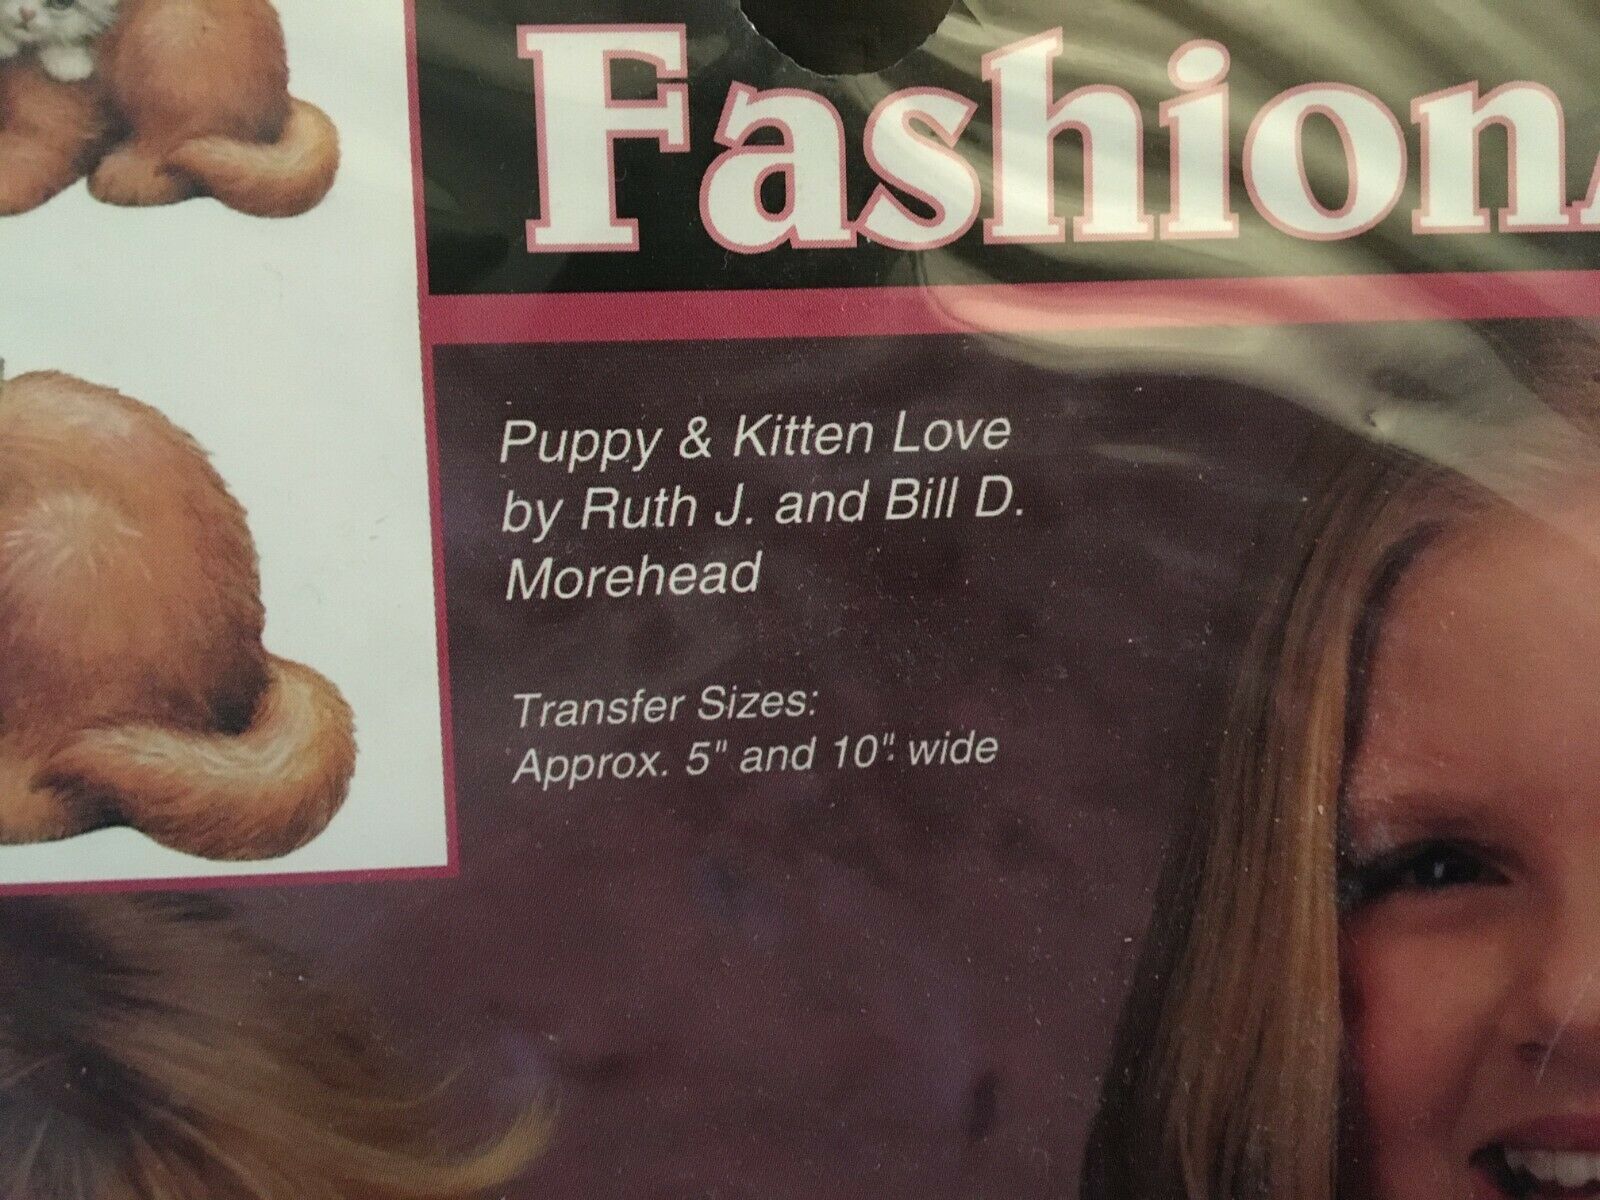 Fashion
Puppy & Kitten Love
by Ruth J. and Bill D.
Morehead
Transfer Sizes:
Approx. 5" and 10" wide